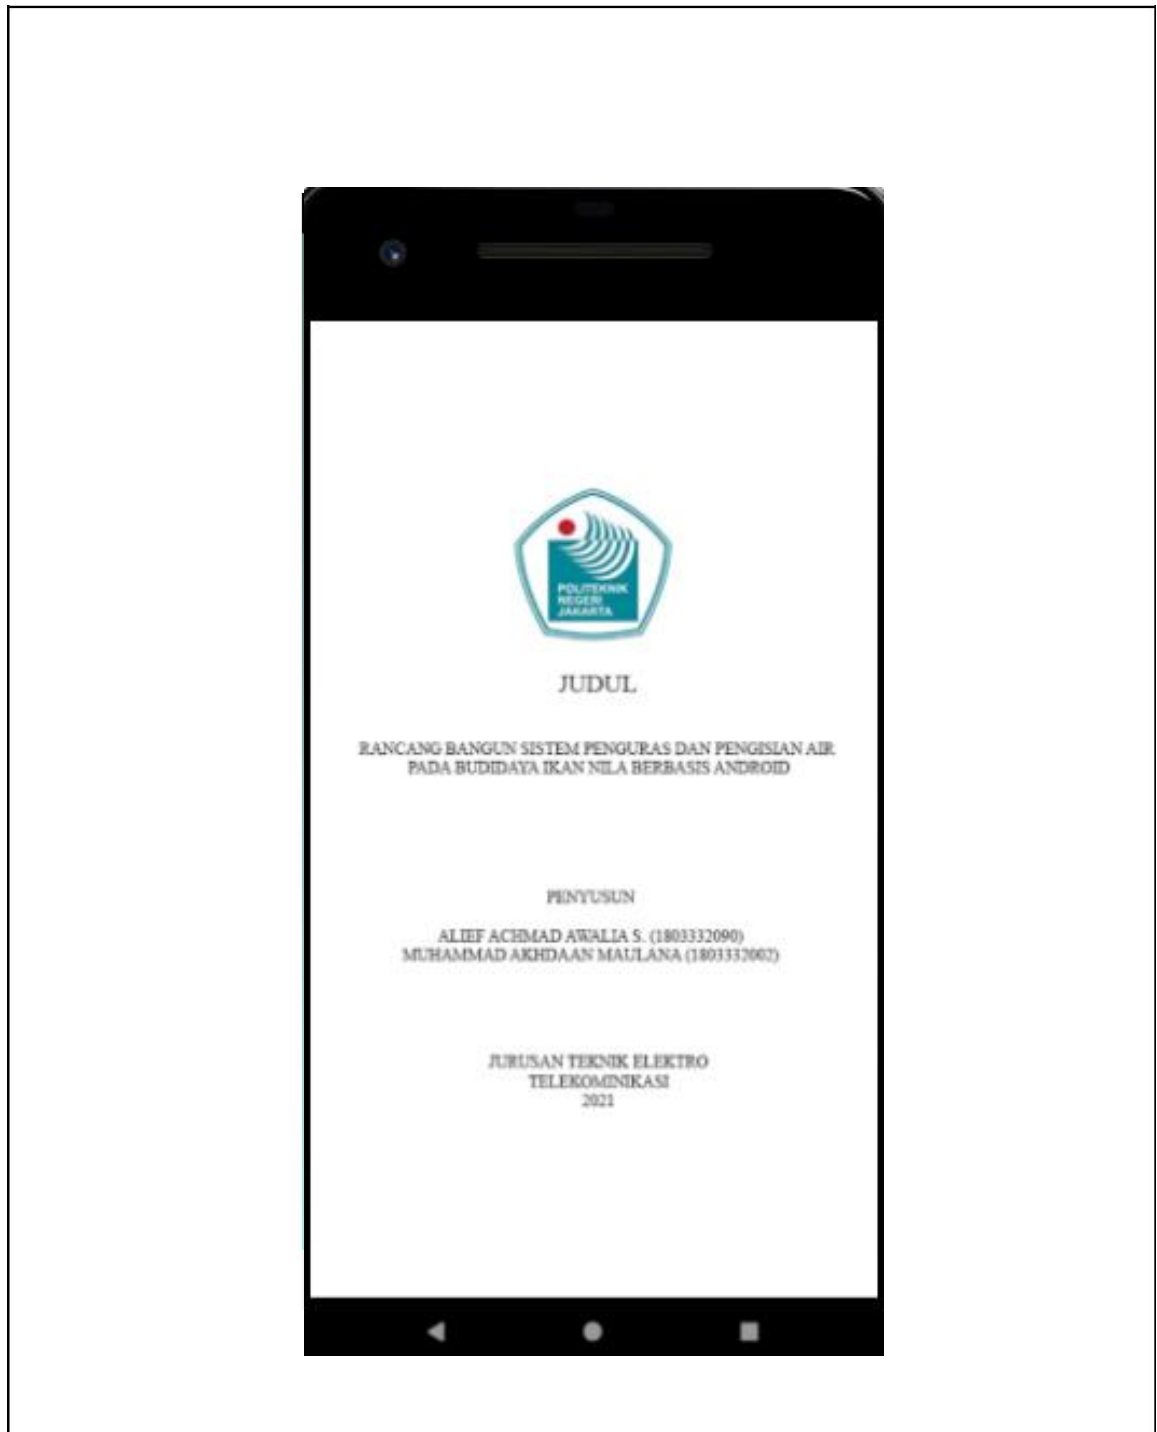 POLITEKNIK
NEGERI
JAKARTA
JUDUL
RANCANG BANGUN SISTEM PENGURAS DAN PENGISIAN AIR
PADA BUDIDAYA IKAN NILA BERBASIS ANDROID
PENYUSUN
ALIEF ACHMAD AWALIA S. (1803332090)
MUHAMMAD AKHDAAN MAULANA (1803332002)
JURUSAN TEKNIK ELEKTRO
TELEKOMINIKASI
2021